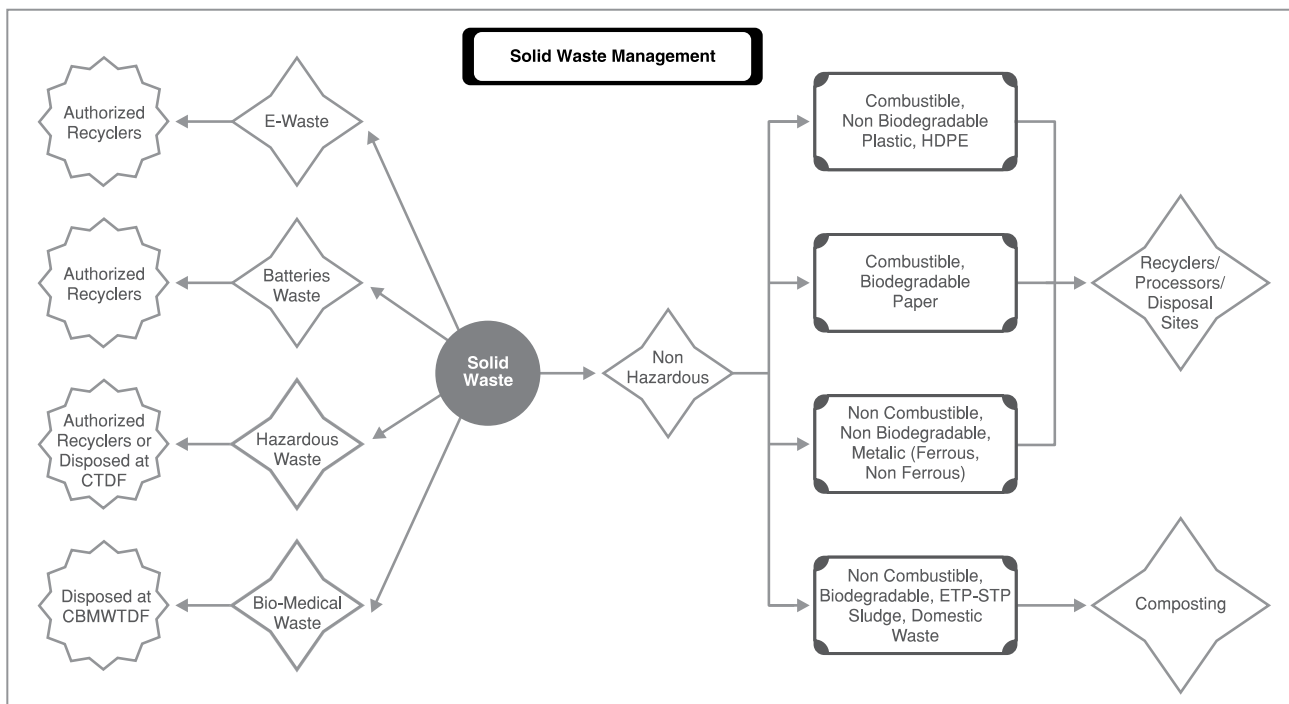 Solid Waste Management
Authorized
Recyclers
E-Waste
Authorized
Recyclers
Batteries
Waste
Authorized
Recyclers or
Disposed at
CTDF
Hazardous
Waste
Disposed at
CBMWTDF
Bio-Medical
Waste
Solid
Waste
Non
Hazardous
Combustible,
Non Biodegradable
Plastic, HDPE
Combustible,
Biodegradable
Paper
Non Combustible,
Non Biodegradable,
Metalic (Ferrous,
Non Ferrous)
Non Combustible,
Biodegradable, ETP-STP
Sludge, Domestic
Waste
Recyclers/
Processors/
Disposal
Sites
Composting